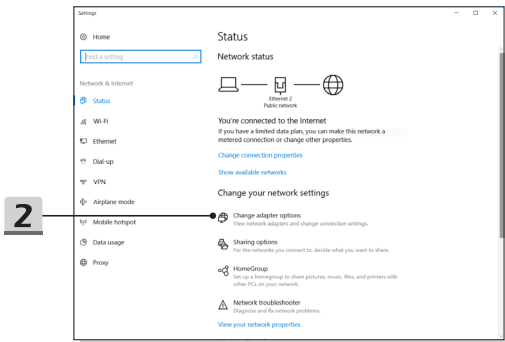 Settings
Home
Find a setting
Network & Internet
Status
Wi-Fi
Ethernet
Dial-up
VPN
Airplane mode
Mobile hotspot
Data usage
Proxy
2
Status
Network status
Ethernet 2
Public network
You're connected to the Internet
If you have a limited data plan, you can make this network a
metered connection or change other properties.
Change connection properties
Show available networks
Change your network settings
Change adapter options
View network adapters and change connection settings.
Sharing options
For the networks you connect to, decide what you want to share.
HomeGroup
Set up a homegroup to share pictures, music, files, and printers with
other PCs on your network.
Network troubleshooter
Diagnose and fix network problems.
View your network properties